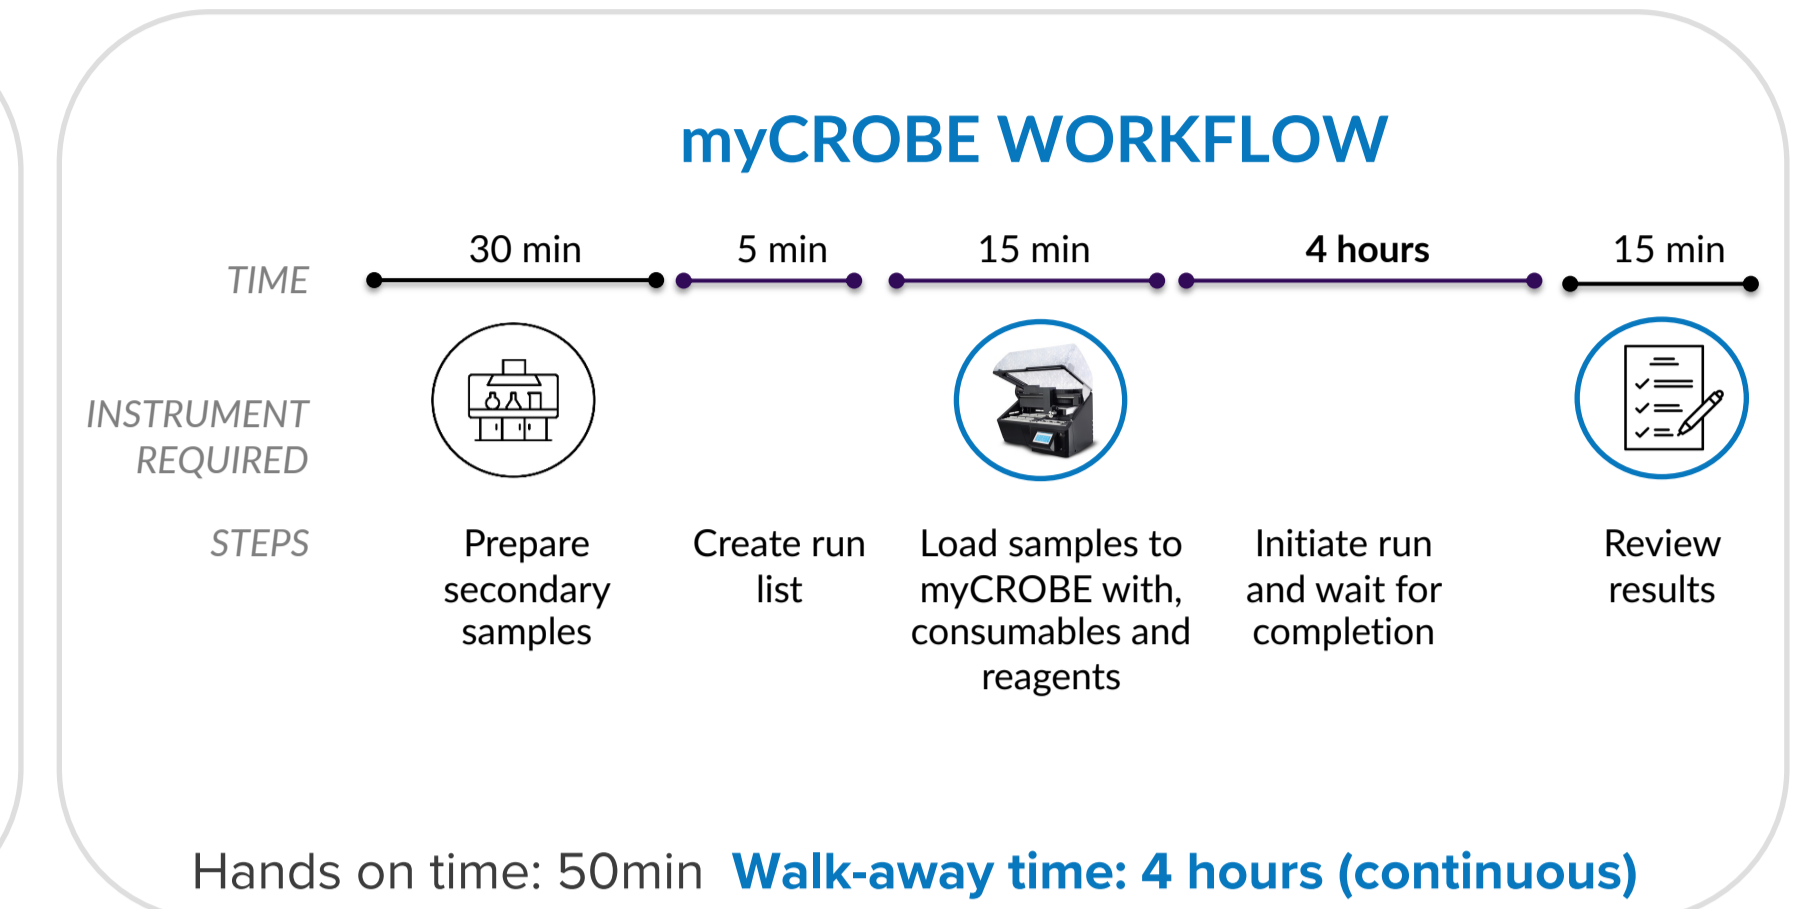 myCROBE WORKFLOW
TIME
30 min
5 min
15 min
4 hours
15 min
INSTRUMENT
REQUIRED
STEPS
Prepare
secondary
samples
Create run
list
Load samples to
myCROBE with,
consumables and
reagents
Initiate run
and wait for
completion
Review
results
Hands on time: 50min Walk-away time: 4 hours (continuous)